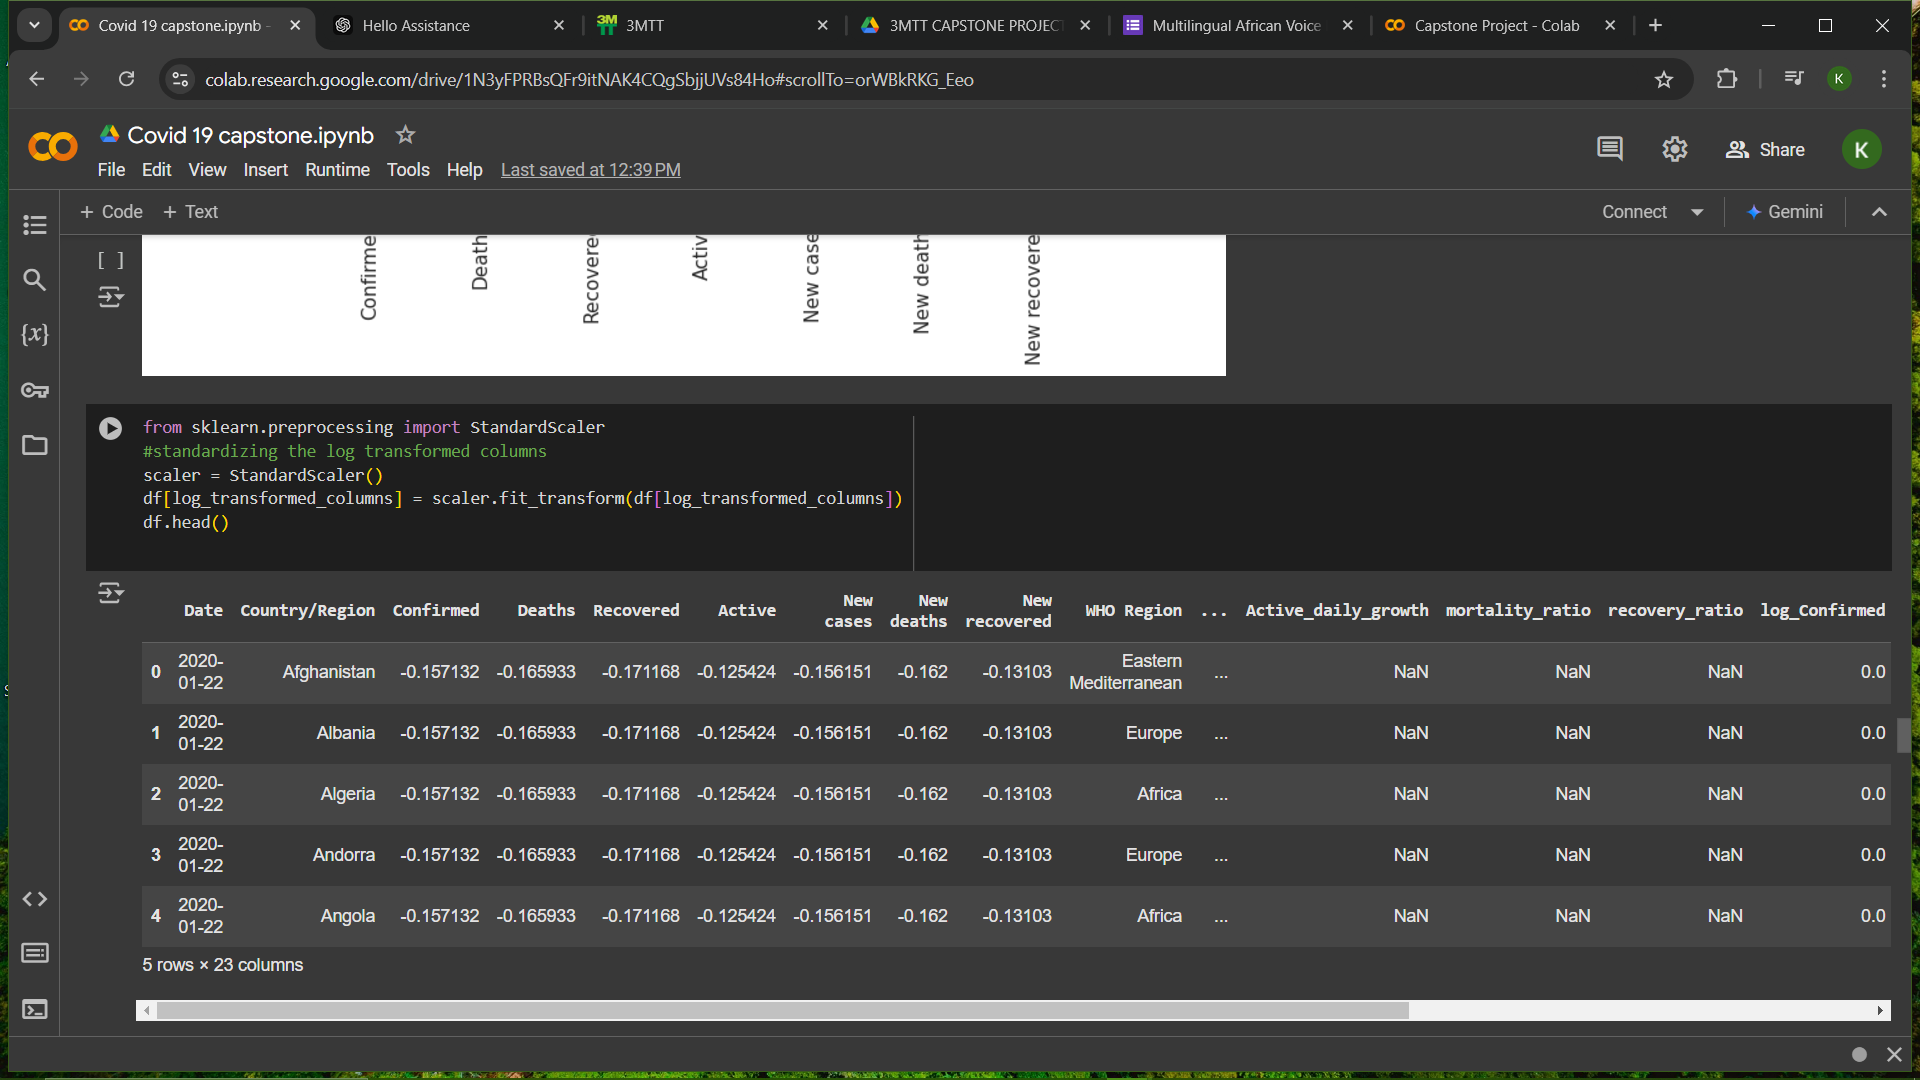 Covid 19 capstone.ipynb -
Hello Assistance
3MTT
3MTT CAPSTONE PROJECT
Multilingual African Voice
Capstone Project - Colab
colab.research.google.com/drive/1N3yFPRBsQFr9itNAK4CQgSbjjUVs84Ho#scrollTo=orWBkRKG_Eeo
K
Covid 19 capstone.ipynb
Share
K
File Edit View Insert Runtime Tools Help Last saved at 12:39 PM
+ Code + Text
Connect
Gemini
[ ]
Confirme
Death
Recovere
Activ
New case
New death
New recovere
from sklearn.preprocessing import StandardScaler
#standardizing the log transformed columns
scaler = StandardScaler()
df[log_transformed_columns] = scaler.fit_transform(df[log_transformed_columns])
df.head()
Date Country/Region Confirmed Deaths Recovered Active New cases New deaths New recovered WHO Region ... Active_daily_growth mortality_ratio recovery_ratio log_Confirmed
0 2020-01-22 Afghanistan -0.157132 -0.165933 -0.171168 -0.125424 -0.156151 -0.162 -0.13103 Eastern Mediterranean ... NaN NaN NaN 0.0
1 2020-01-22 Albania -0.157132 -0.165933 -0.171168 -0.125424 -0.156151 -0.162 -0.13103 Europe ... NaN NaN NaN 0.0
2 2020-01-22 Algeria -0.157132 -0.165933 -0.171168 -0.125424 -0.156151 -0.162 -0.13103 Africa ... NaN NaN NaN 0.0
3 2020-01-22 Andorra -0.157132 -0.165933 -0.171168 -0.125424 -0.156151 -0.162 -0.13103 Europe ... NaN NaN NaN 0.0
4 2020-01-22 Angola -0.157132 -0.165933 -0.171168 -0.125424 -0.156151 -0.162 -0.13103 Africa ... NaN NaN NaN 0.0
5 rows × 23 columns